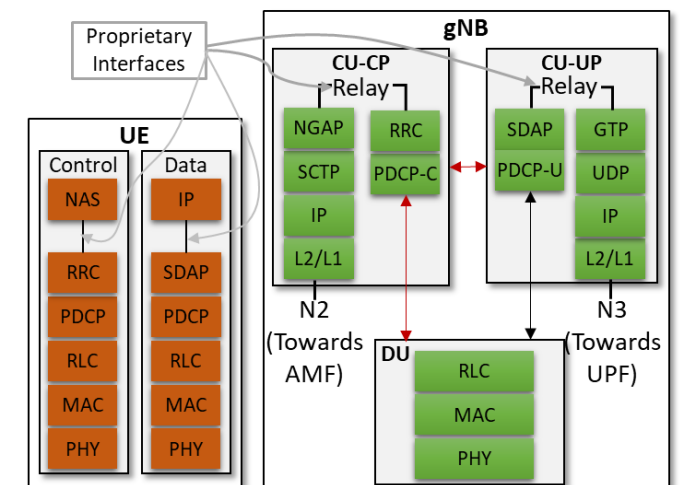 Proprietary
Interfaces
gNB
CU-CP
Relay
NGAP
SCTP
IP
L2/L1
RRC
PDCP-C
N2
(Towards
AMF)
CU-UP
Relay
SDAP
PDCP-U
GTP
UDP
IP
L2/L1
N3
(Towards
UPF)
DU
RLC
MAC
PHY
UE
Control
NAS
RRC
PDCP
RLC
MAC
PHY
Data
IP
SDAP
PDCP
RLC
MAC
PHY